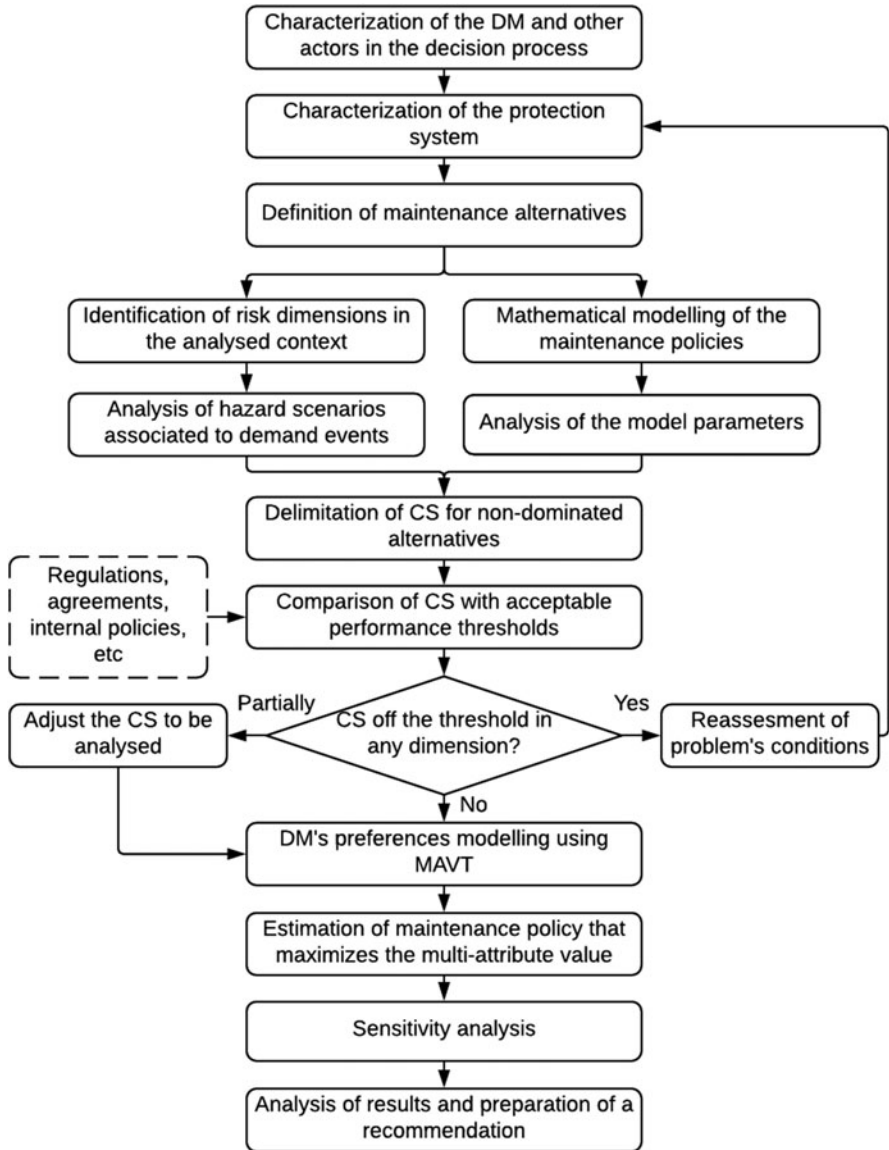 Characterization of the DM and other
actors in the decision process
Characterization of the protection
system
Definition of maintenance alternatives
Identification of risk dimensions in
the analysed context
Mathematical modelling of the
maintenance policies
Analysis of hazard scenarios
associated to demand events
Analysis of the model parameters
Delimitation of CS for non-dominated
alternatives
Regulations,
agreements,
internal policies,
etc
Comparison of CS with acceptable
performance thresholds
Partially
Yes
Adjust the CS to be
analysed
CS off the threshold in
any dimension?
Reassesment of
problem's conditions
No
DM's preferences modelling using
MAVT
Estimation of maintenance policy that
maximizes the multi-attribute value
Sensitivity analysis
Analysis of results and preparation of a
recommendation